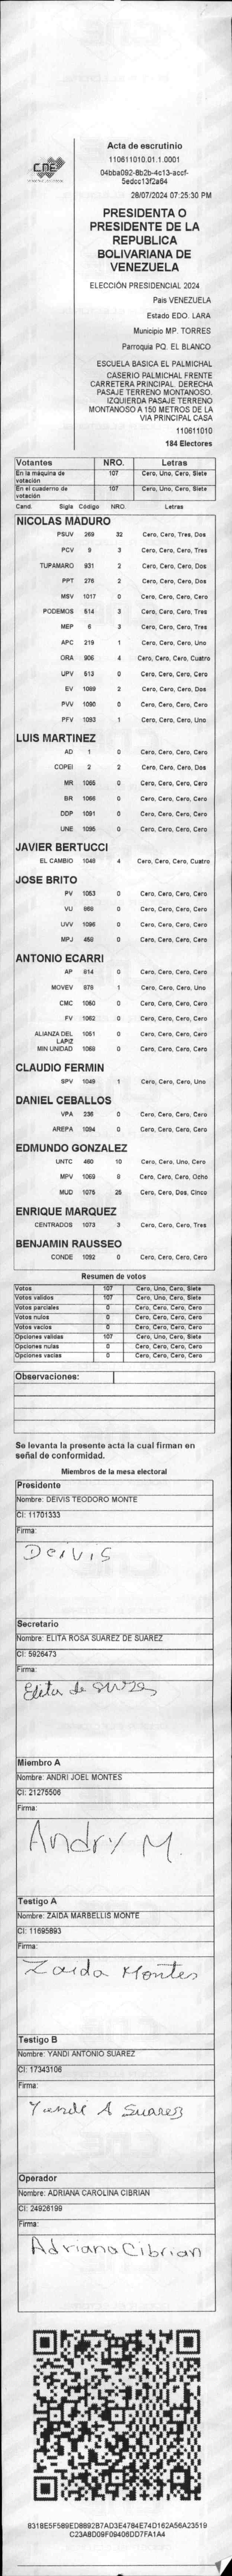 CNE
Acta de escrutinio
110611010.01.1.0001
04bba092-8b2b-4c13-accf-
5edcc13f2a64
28/07/2024 07:25:30 PM
PRESIDENTA O
PRESIDENTE DE LA
REPUBLICA
BOLIVARIANA DE
VENEZUELA
ELECCIÓN PRESIDENCIAL 2024
Pais VENEZUELA
Estado EDO. LARA
Municipio MP. TORRES
Parroquia PQ. EL BLANCO
ESCUELA BASICA EL PALMICHAL
CASERIO PALMICHAL FRENTE
CARRETERA PRINCIPAL. DERECHA
PASAJE TERRENO MONTANOSO.
IZQUIERDA PASAJE TERRENO
MONTANOSO A 150 METROS DE LA
VIA PRINCIPAL CASA
110611010
184 Electores
Votantes NRO. Letras
En la máquina de votación 107 Cero, Uno, Cero, Siete
En el cuaderno de votación 107 Cero, Uno, Cero, Siete
Cand. Sigla Código NRO. Letras
NICOLAS MADURO
PSUV 269 32 Cero, Cero, Tres, Dos
PCV 9 3 Cero, Cero, Cero, Tres
TUPAMARO 931 2 Cero, Cero, Cero, Dos
PPT 276 2 Cero, Cero, Cero, Dos
MSV 1017 0 Cero, Cero, Cero, Cero
PODEMOS 514 3 Cero, Cero, Cero, Tres
MEP 6 3 Cero, Cero, Cero, Tres
APC 219 1 Cero, Cero, Cero, Uno
ORA 906 4 Cero, Cero, Cero, Cuatro
UPV 513 0 Cero, Cero, Cero, Cero
EV 1089 2 Cero, Cero, Cero, Dos
PVV 1090 0 Cero, Cero, Cero, Cero
PFV 1093 1 Cero, Cero, Cero, Uno
LUIS MARTINEZ
AD 1 0 Cero, Cero, Cero, Cero
COPEI 2 2 Cero, Cero, Cero, Dos
MR 1065 0 Cero, Cero, Cero, Cero
BR 1066 0 Cero, Cero, Cero, Cero
DDP 1091 0 Cero, Cero, Cero, Cero
UNE 1095 0 Cero, Cero, Cero, Cero
JAVIER BERTUCCI
EL CAMBIO 1048 4 Cero, Cero, Cero, Cuatro
JOSE BRITO
PV 1053 0 Cero, Cero, Cero, Cero
VU 868 0 Cero, Cero, Cero, Cero
UVV 1096 0 Cero, Cero, Cero, Cero
MPJ 458 0 Cero, Cero, Cero, Cero
ANTONIO ECARRI
AP 814 0 Cero, Cero, Cero, Cero
MOVEV 878 1 Cero, Cero, Cero, Uno
CMC 1050 0 Cero, Cero, Cero, Cero
FV 1062 0 Cero, Cero, Cero, Cero
ALIANZA DEL LAPIZ 1051 0 Cero, Cero, Cero, Cero
MIN UNIDAD 1068 0 Cero, Cero, Cero, Cero
CLAUDIO FERMIN
SPV 1049 1 Cero, Cero, Cero, Uno
DANIEL CEBALLOS
VPA 236 0 Cero, Cero, Cero, Cero
AREPA 1094 0 Cero, Cero, Cero, Cero
EDMUNDO GONZALEZ
UNTC 480 10 Cero, Cero, Uno, Cero
MPV 1069 8 Cero, Cero, Cero, Ocho
MUD 1075 25 Cero, Cero, Dos, Cinco
ENRIQUE MARQUEZ
CENTRADOS 1073 3 Cero, Cero, Cero, Tres
BENJAMIN RAUSSEO
CONDE 1092 0 Cero, Cero, Cero, Cero
Resumen de votos
Votos 107 Cero, Uno, Cero, Siete
Votos validos 107 Cero, Uno, Cero, Siete
Votos parciales 0 Cero, Cero, Cero, Cero
Votos nulos 0 Cero, Cero, Cero, Cero
Votos vacios 0 Cero, Cero, Cero, Cero
Opciones validas 107 Cero, Uno, Cero, Siete
Opciones nulas 0 Cero, Cero, Cero, Cero
Opciones vacias 0 Cero, Cero, Cero, Cero
Observaciones:
Se levanta la presente acta la cual firman en
señal de conformidad.
Miembros de la mesa electoral
Presidente
Nombre: DEIVIS TEODORO MONTE
CI: 11701333
Firma:
Deivis
Secretario
Nombre: ELITA ROSA SUAREZ DE SUAREZ
CI: 5926473
Firma:
Elita de
Miembro A
Nombre: ANDRI JOEL MONTES
CI: 21275506
Firma:
Andry M.
Testigo A
Nombre: ZAIDA MARBELLIS MONTE
CI: 11695893
Firma:
Zaida Montes
Testigo B
Nombre: YANDI ANTONIO SUAREZ
CI: 17343106
Firma:
Yandi A Suarez
Operador
Nombre: ADRIANA CAROLINA CIBRIAN
CI: 24926199
Firma:
Adriana Cibrian
8318E5F589ED8892B7AD3E4784E74D162A56A23519
C23A8D09F09406DD7FA1A4